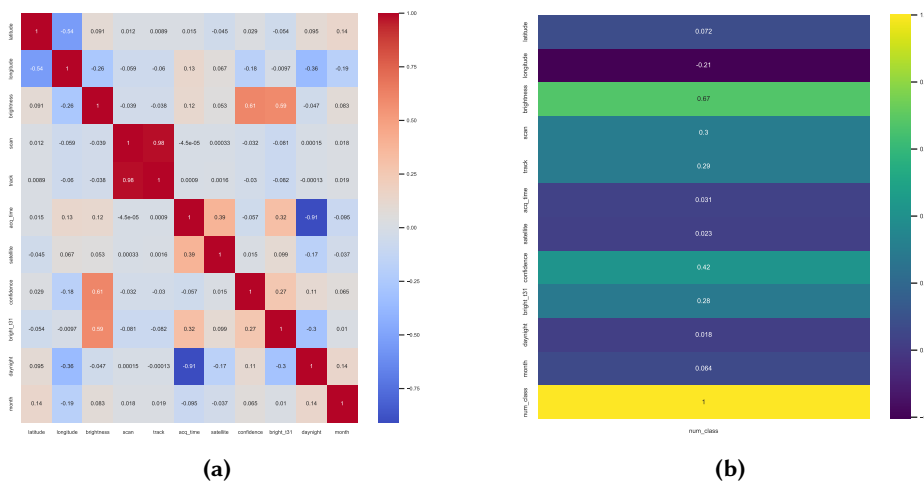 latitude 1 -0.54 0.091 0.012 0.0089 0.015 -0.045 0.029 -0.054 0.095 0.14
longitude -0.54 1 -0.26 -0.059 -0.06 0.13 0.067 -0.18 -0.0097 -0.36 -0.19
brightness 0.091 -0.26 1 -0.039 -0.038 0.12 0.053 0.61 0.59 -0.047 0.083
scan 0.012 -0.059 -0.039 1 0.98 -4.5e-05 0.00033 -0.032 -0.081 0.00015 0.018
track 0.0089 -0.06 -0.038 0.98 1 0.0009 0.0016 -0.03 -0.082 -0.00013 0.019
acq_time 0.015 0.13 0.12 -4.5e-05 0.0009 1 0.39 -0.057 0.32 -0.91 -0.095
satellite -0.045 0.067 0.053 0.00033 0.0016 0.39 1 0.015 0.099 -0.17 -0.037
confidence 0.029 -0.18 0.61 -0.032 -0.03 -0.057 0.015 1 0.27 0.11 0.065
bright_t31 -0.054 -0.0097 0.59 -0.081 -0.082 0.32 0.099 0.27 1 -0.3 0.01
daynight 0.095 -0.36 -0.047 0.00015 -0.00013 -0.91 -0.17 0.11 -0.3 1 0.14
month 0.14 -0.19 0.083 0.018 0.019 -0.095 -0.037 0.065 0.01 0.14 1
latitude longitude brightness scan track acq_time satellite confidence bright_t31 daynight month
1.00
0.75
0.50
0.25
0.00
-0.25
-0.50
-0.75
(a)
latitude 0.072
longitude -0.21
brightness 0.67
scan 0.3
track 0.29
acq_time 0.031
satellite 0.023
confidence 0.42
bright_t31 0.28
daynight 0.018
month 0.064
num_class 1
num_class
(b)